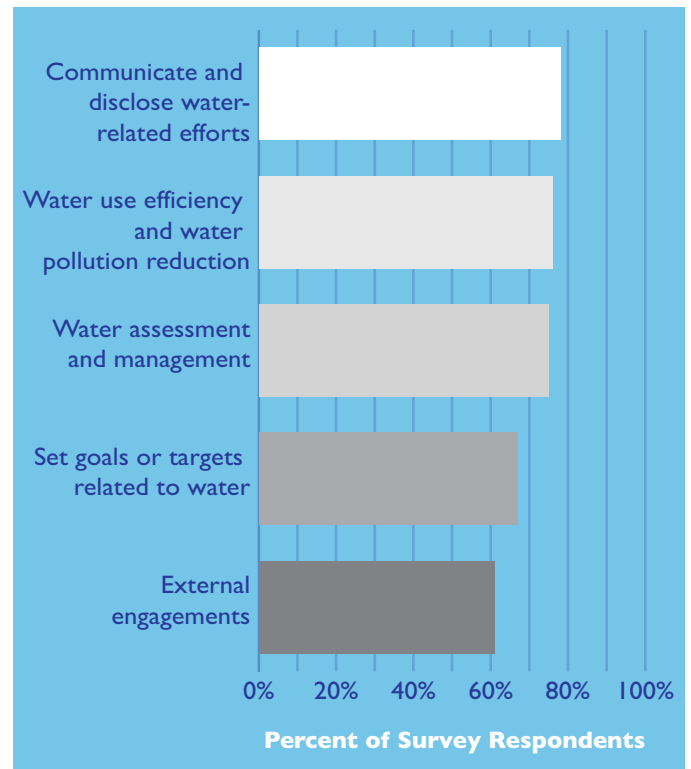 Communicate and
disclose water-
related efforts
Water use efficiency
and water
pollution reduction
Water assessment
and management
Set goals or targets
related to water
External
engagements
0% 20% 40% 60% 80% 100%
Percent of Survey Respondents